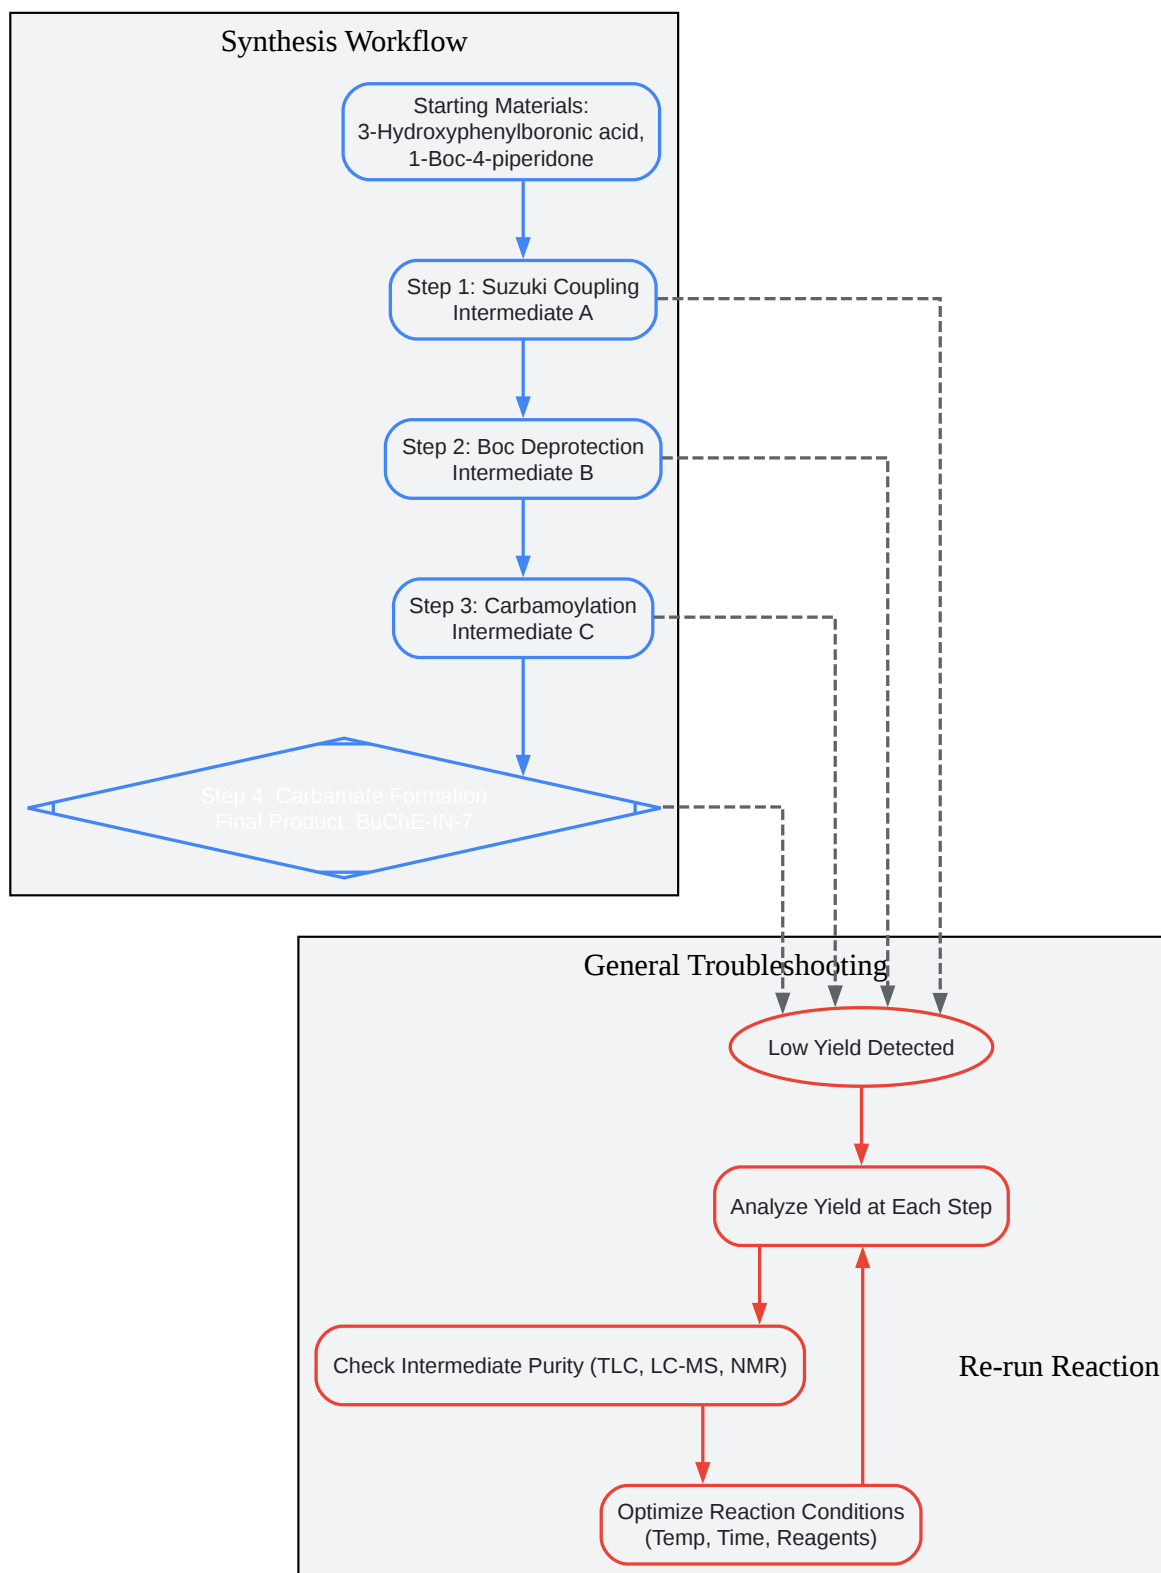 Synthesis Workflow
Starting Materials:
3-Hydroxyphenylboronic acid,
1-Boc-4-piperidone
Step 1: Suzuki Coupling
Intermediate A
Step 2: Boc Deprotection
Intermediate B
Step 3: Carbamoylation
Intermediate C
Step 4: Carbamate Formation
Final Product: BuChE-IN-7
General Troubleshooting
Low Yield Detected
Analyze Yield at Each Step
Check Intermediate Purity (TLC, LC-MS, NMR)
Re-run Reaction
Optimize Reaction Conditions
(Temp, Time, Reagents)